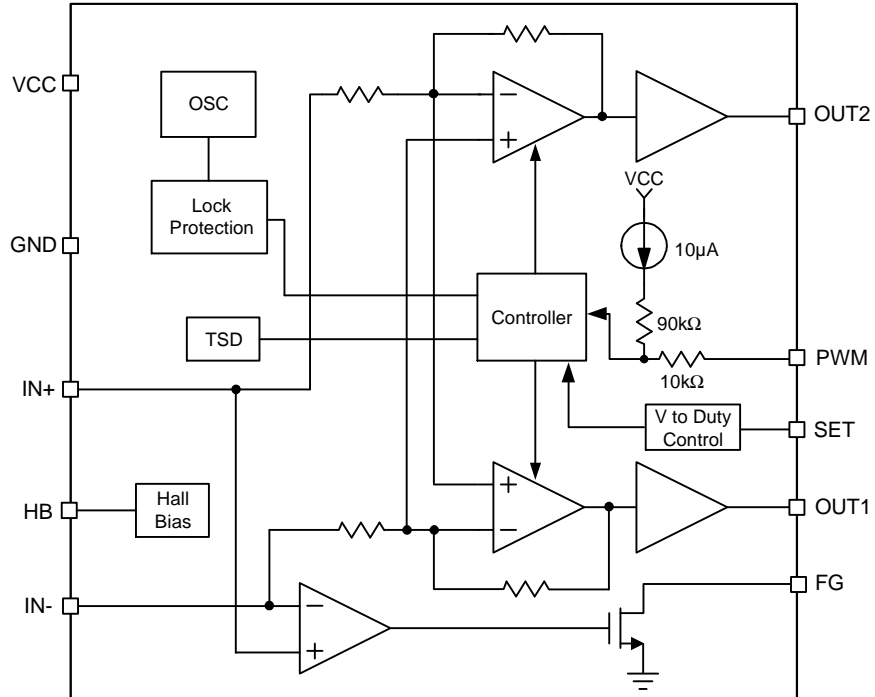 VCC
OSC
−
+
OUT2
Lock
Protection
VCC
GND
10µA
Controller
90kΩ
TSD
10kΩ
PWM
IN+
V to Duty
Control
SET
+
−
HB
Hall
Bias
OUT1
FG
IN-
−
+